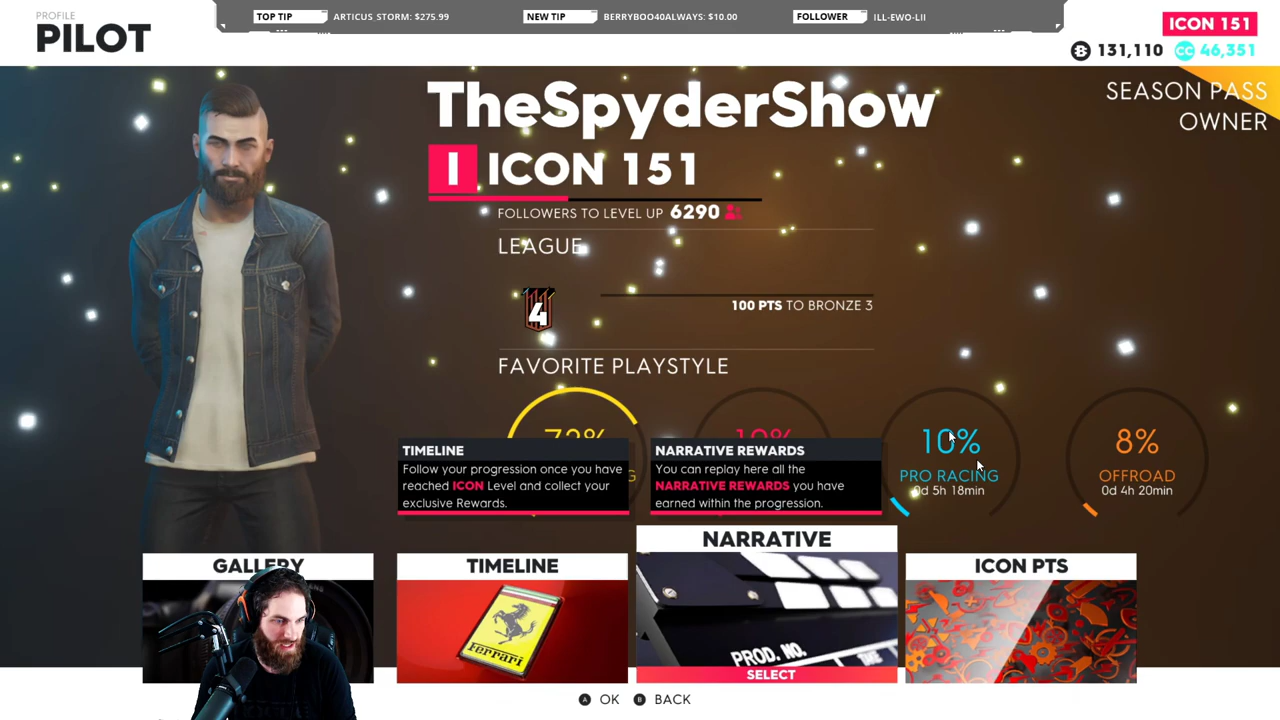 PROFILE
PILOT
TOP TIP
ARTICUS_STORM: $275.99
NEW TIP
BERRYBOO40ALWAYS: $10.00
FOLLOWER
ILL-EWO-LII
ICON 151
131,110
CC 46,351
SEASON PASS
OWNER
TheSpyderShow
I ICON 151
FOLLOWERS TO LEVEL UP 6290
LEAGUE
4
100 PTS TO BRONZE 3
FAVORITE PLAYSTYLE
10%
PRO RACING
0d 5h 18min
8%
OFFROAD
0d 4h 20min
TIMELINE
Follow your progression once you have
reached ICON Level and collect your
exclusive Rewards.
NARRATIVE REWARDS
You can replay here all the
NARRATIVE REWARDS you have
earned within the progression.
GALLERY
TIMELINE
Ferrari
NARRATIVE
PROD. NO.
TAKE
SELECT
ICON PTS
A OK B BACK